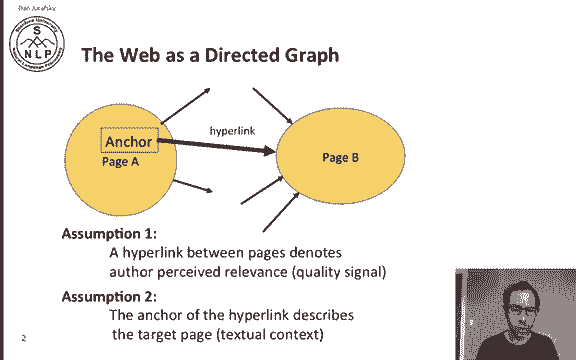 Dan Jurafsky
S
NLP
The Web as a Directed Graph
hyperlink
Anchor
Page A
Page B
Assumption 1:
A hyperlink between pages denotes
author perceived relevance (quality signal)
Assumption 2:
The anchor of the hyperlink describes
the target page (textual context)
2